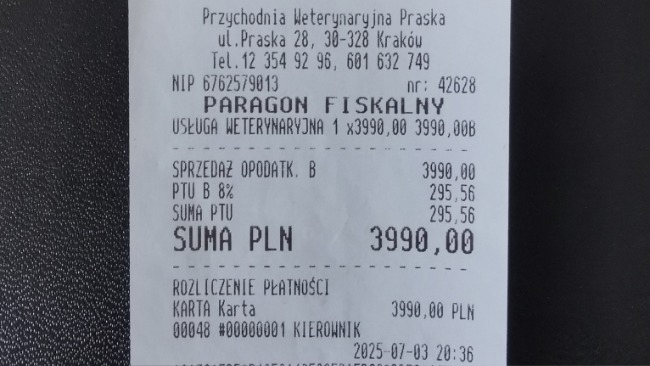 Przychodnia Weterynaryjna Praska
ul.Praska 28, 30-328 Kraków
Tel.12 354 92 96, 601 632 749
NIP 6762579013 nr: 42628
PARAGON FISKALNY
USŁUGA WETERYNARYJNA 1 x3990,00 3990,00B
SPRZEDAŻ OPODATK. B 3990,00
PTU B 8% 295,56
SUMA PTU 295,56
SUMA PLN 3990,00
ROZLICZENIE PŁATNOŚCI
KARTA Karta 3990,00 PLN
00048 #00000001 KIEROWNIK
2025-07-03 20:36